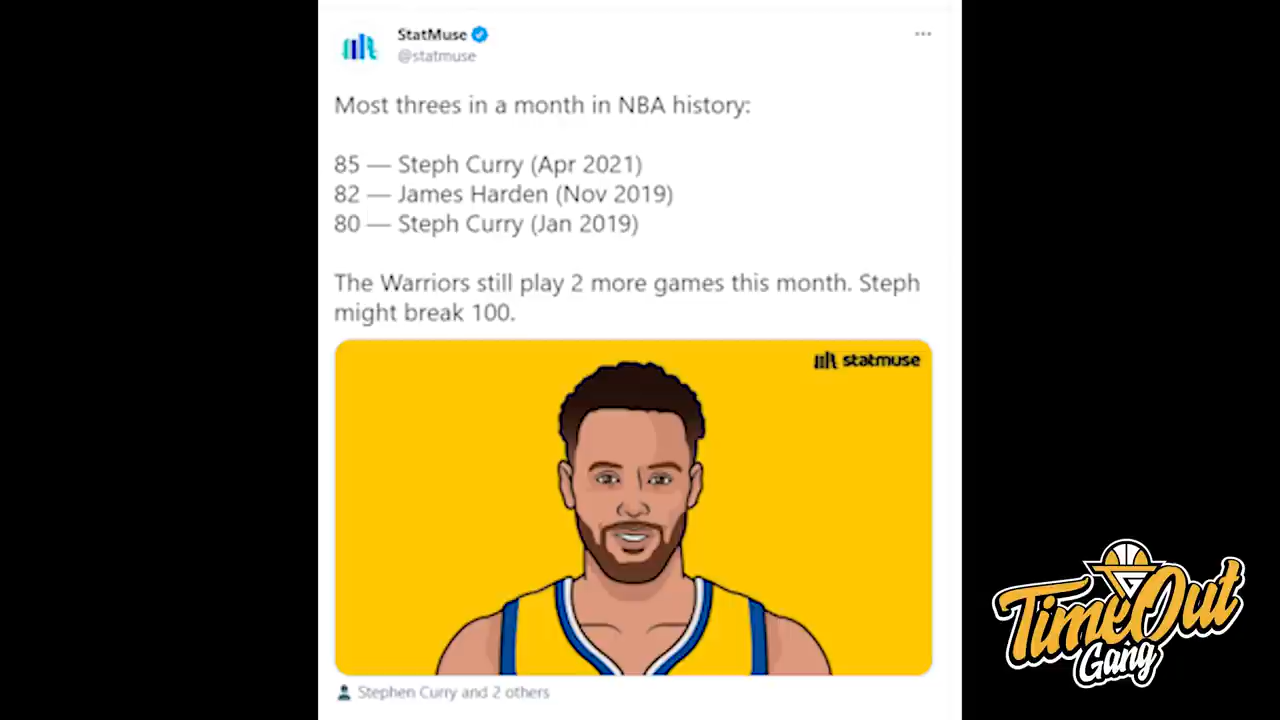 StatMuse
@statmuse
Most threes in a month in NBA history:
85 — Steph Curry (Apr 2021)
82 — James Harden (Nov 2019)
80 — Steph Curry (Jan 2019)
The Warriors still play 2 more games this month. Steph
might break 100.
statmuse
Stephen Curry and 2 others
TimeOut
Gang